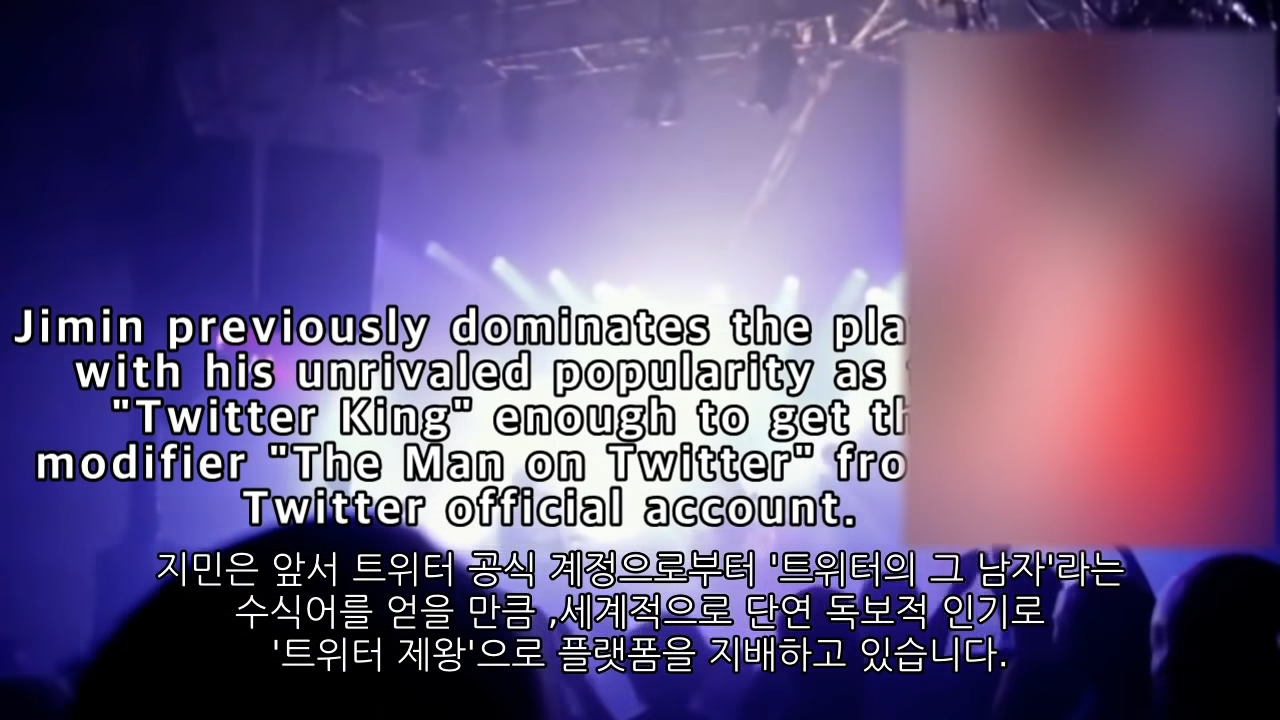 Jimin previously dominates the
with his unrivaled popularity as
"Twitter King" enough to get
modifier "The Man on Twitter"
Twitter official account.
지민은 앞서 트위터 공식 계정으로부터 '트위터의 그 남자'라는
수식어를 얻을 만큼 ,세계적으로 단연 독보적 인기로
'트위터 제왕'으로 플랫폼을 지배하고 있습니다.